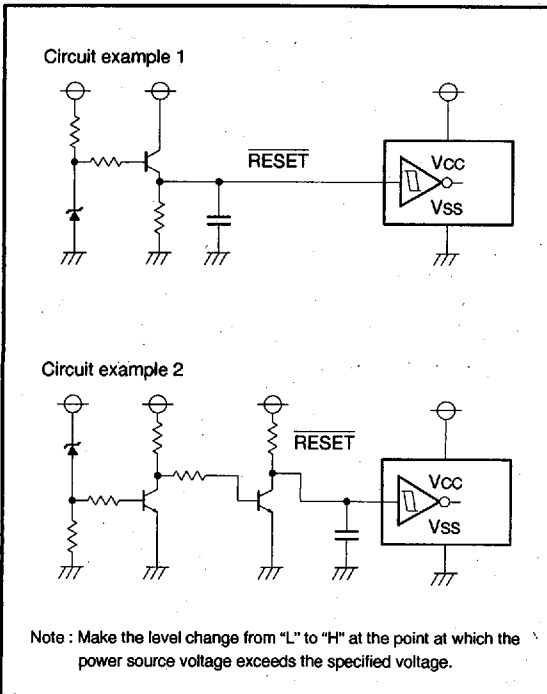 Circuit example 1
RESET
VCC
VSS
Circuit example 2
RESET
VCC
VSS
Note : Make the level change from “L” to “H” at the point at which the
power source voltage exceeds the specified voltage.